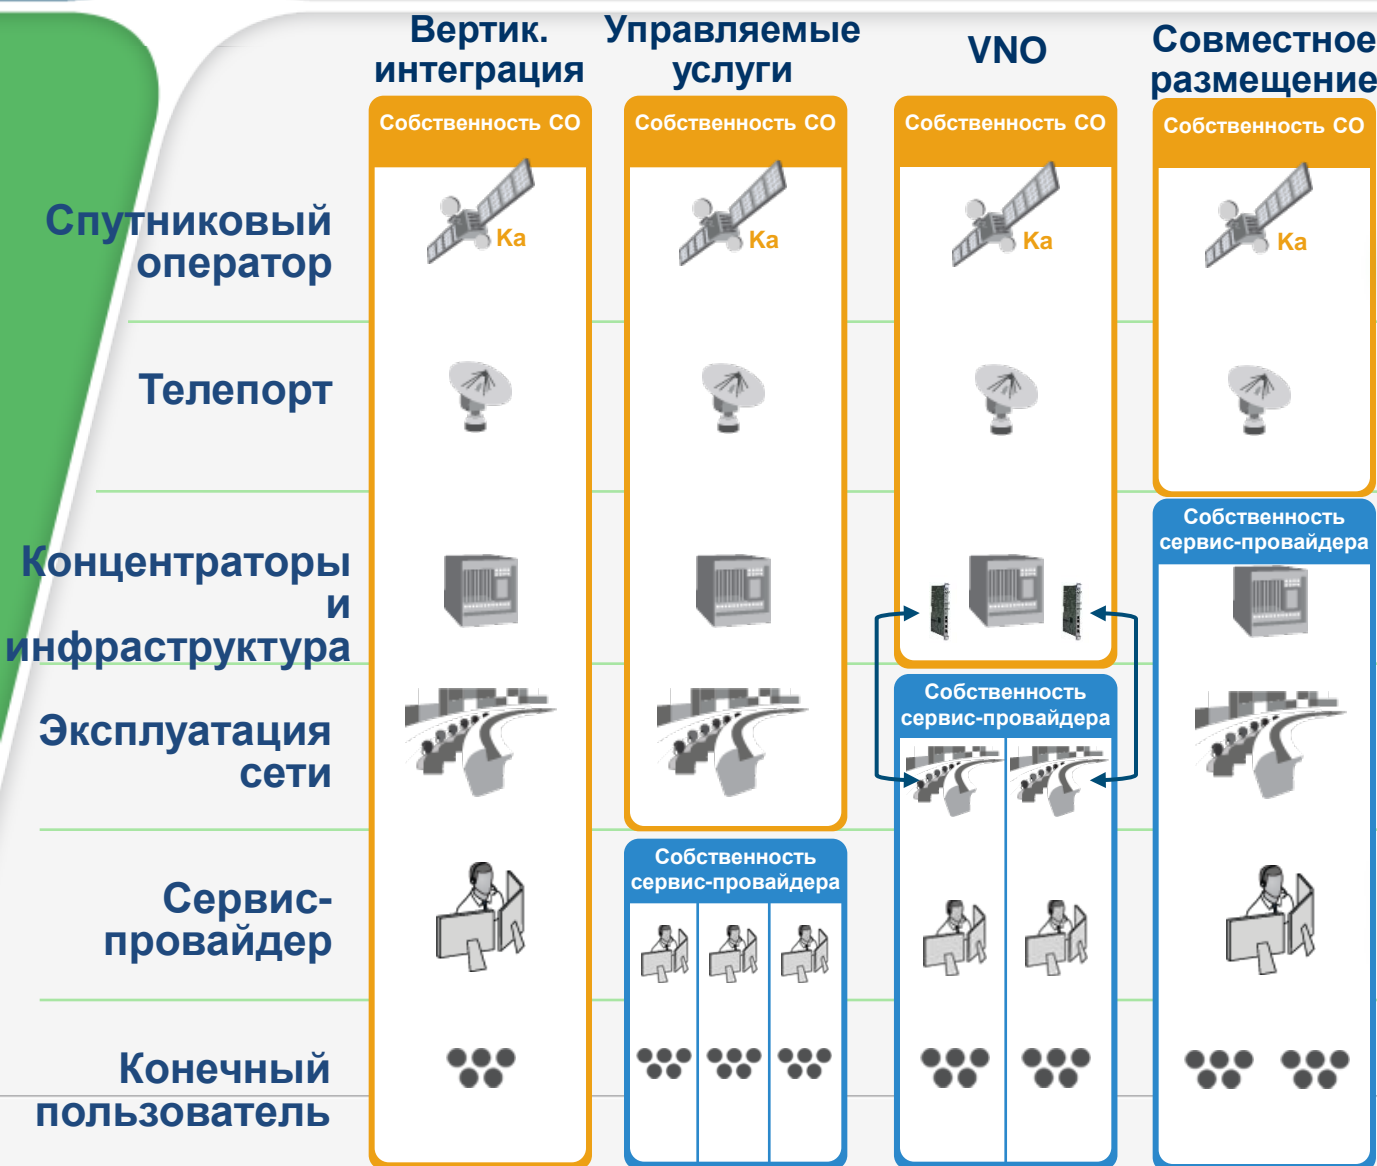 Вертик.
интеграция
Управляемые
услуги
VNO
Совместное
размещение
Собственность СО
Собственность СО
Собственность СО
Собственность СО
Спутниковый
оператор
Ka
Ka
Ka
Ka
Телепорт
Концентраторы
и
инфраструктура
Собственность
сервис-провайдера
Эксплуатация
сети
Собственность
сервис-провайдера
Сервис-
провайдер
Собственность
сервис-провайдера
Конечный
пользователь